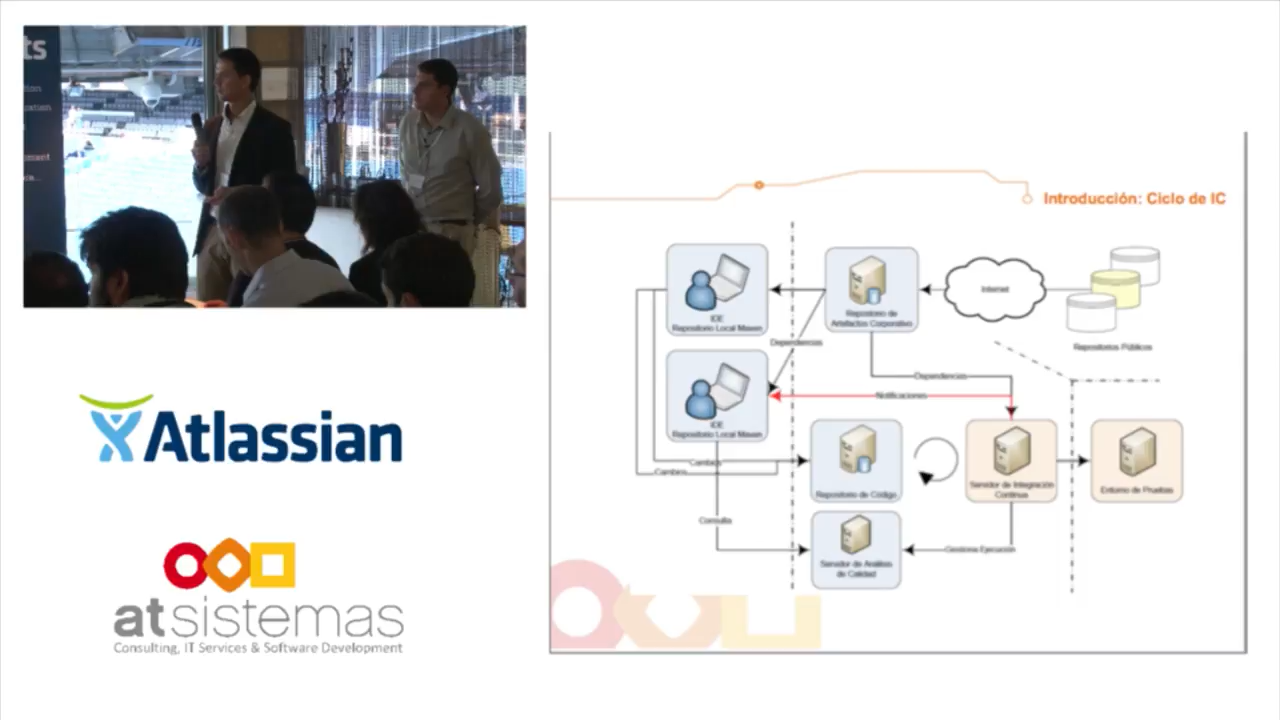 ts
Atlassian
atsistemas
Consulting, IT Services & Software Development
Introducción: Ciclo de IC
IDE
Repositorio Local Maven
Repositorio de
Artefactos Corporativo
Internet
Repositorios Públicos
Dependencias
IDE
Repositorio Local Maven
Dependencias
Notificaciones
Cambios
Cambios
Repositorio de Código
Servidor de Integración
Continua
Entorno de Pruebas
Consulta
Servidor de Análisis
de Calidad
Gestiona Ejecución